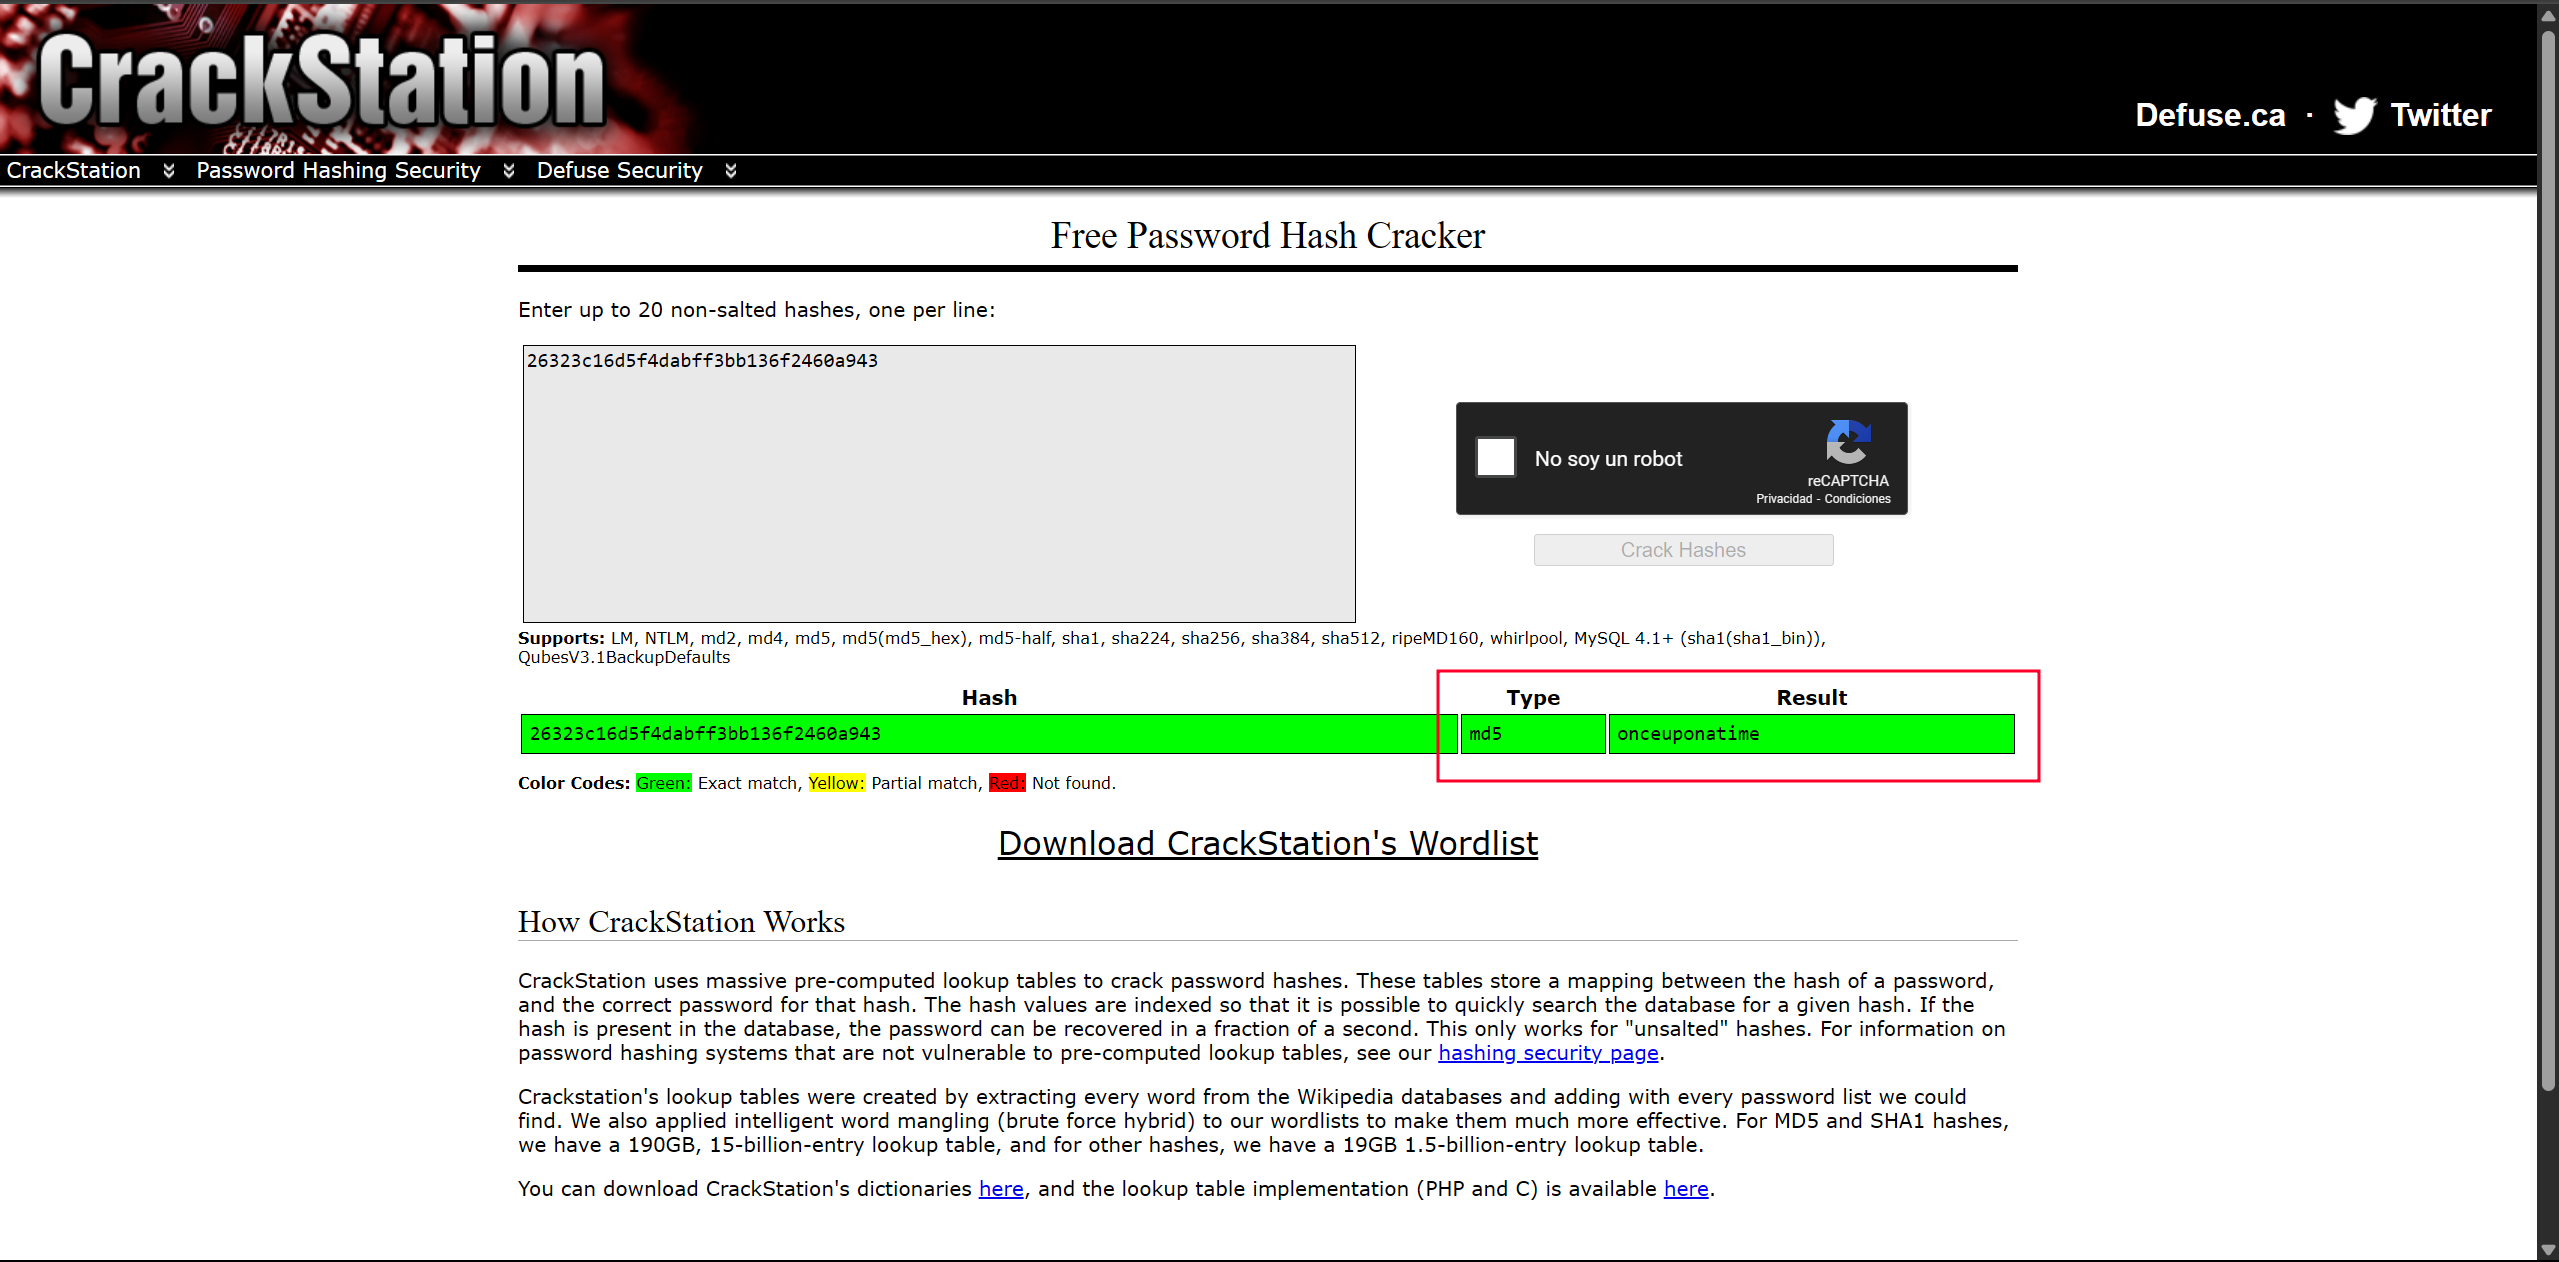 CrackStation
Defuse.ca · Twitter
CrackStation Password Hashing Security Defuse Security
Free Password Hash Cracker
Enter up to 20 non-salted hashes, one per line:
26323c16d5f4dabff3bb136f2460a943
No soy un robot
reCAPTCHA
Privacidad - Condiciones
Crack Hashes
Supports: LM, NTLM, md2, md4, md5, md5(md5_hex), md5-half, sha1, sha224, sha256, sha384, sha512, ripeMD160, whirlpool, MySQL 4.1+ (sha1(sha1_bin)),
QubesV3.1BackupDefaults
Hash Type Result
26323c16d5f4dabff3bb136f2460a943 md5 onceuponatime
Color Codes: Green: Exact match, Yellow: Partial match, Red: Not found.
Download CrackStation's Wordlist
How CrackStation Works
CrackStation uses massive pre-computed lookup tables to crack password hashes. These tables store a mapping between the hash of a password,
and the correct password for that hash. The hash values are indexed so that it is possible to quickly search the database for a given hash. If the
hash is present in the database, the password can be recovered in a fraction of a second. This only works for "unsalted" hashes. For information on
password hashing systems that are not vulnerable to pre-computed lookup tables, see our hashing security page.
Crackstation's lookup tables were created by extracting every word from the Wikipedia databases and adding with every password list we could
find. We also applied intelligent word mangling (brute force hybrid) to our wordlists to make them much more effective. For MD5 and SHA1 hashes,
we have a 190GB, 15-billion-entry lookup table, and for other hashes, we have a 19GB 1.5-billion-entry lookup table.
You can download CrackStation's dictionaries here, and the lookup table implementation (PHP and C) is available here.